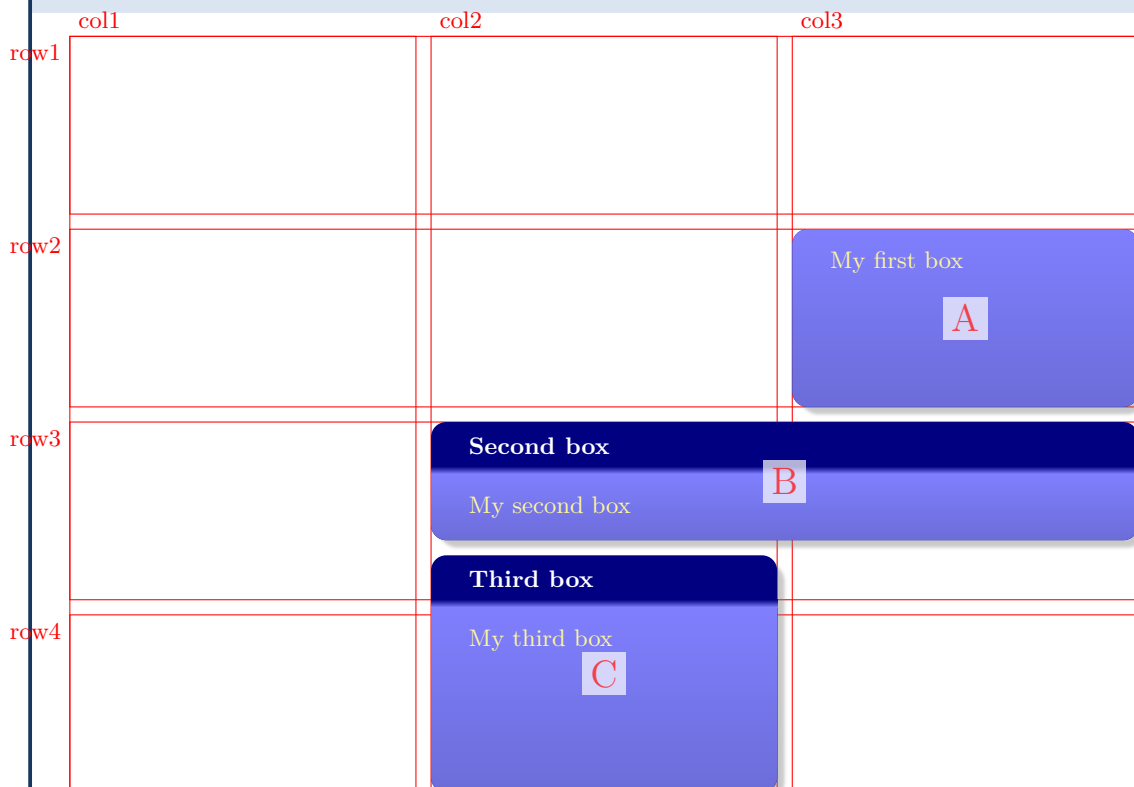 col1 col2 col3
row1
row2
My first box
A
row3
Second box
B
My second box
Third box
row4
My third box
C